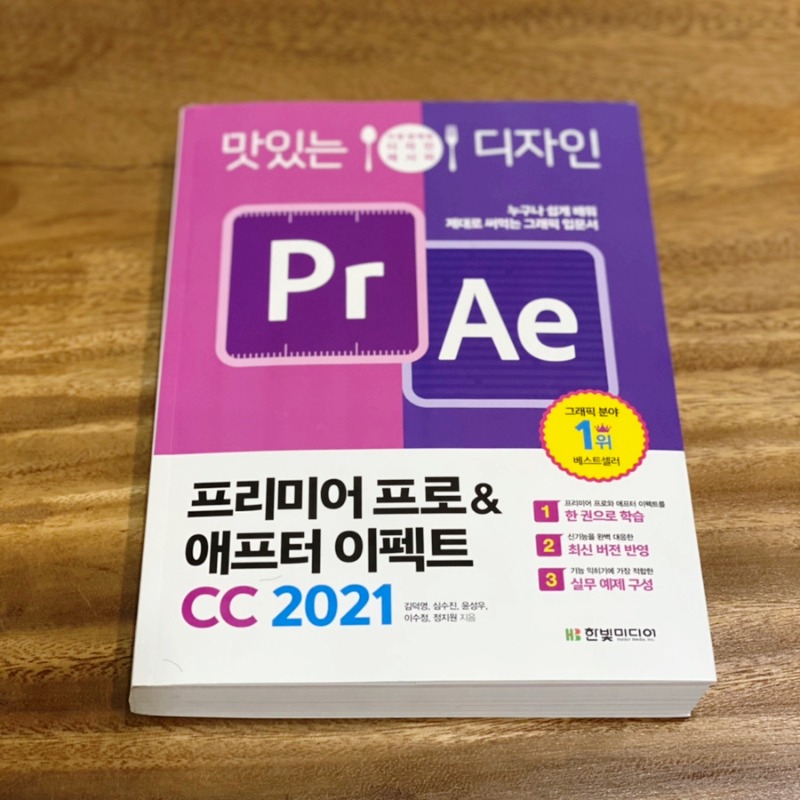 맛있는 디자인
누구나 쉽게 배워
제대로 써먹는 그래픽 입문서
Pr
Ae
그래픽 분야
1위
베스트셀러
프리미어 프로 &
애프터 이펙트
CC 2021
김덕영, 심수진, 윤성우,
이수정, 정지원 지음
1 프리미어 프로와 애프터 이펙트를
한 권으로 학습
2 신기능을 완벽 대응한
최신 버전 반영
3 기능 익히기에 가장 적합한
실무 예제 구성
HB 한빛미디어
Hanbit Media, Inc.